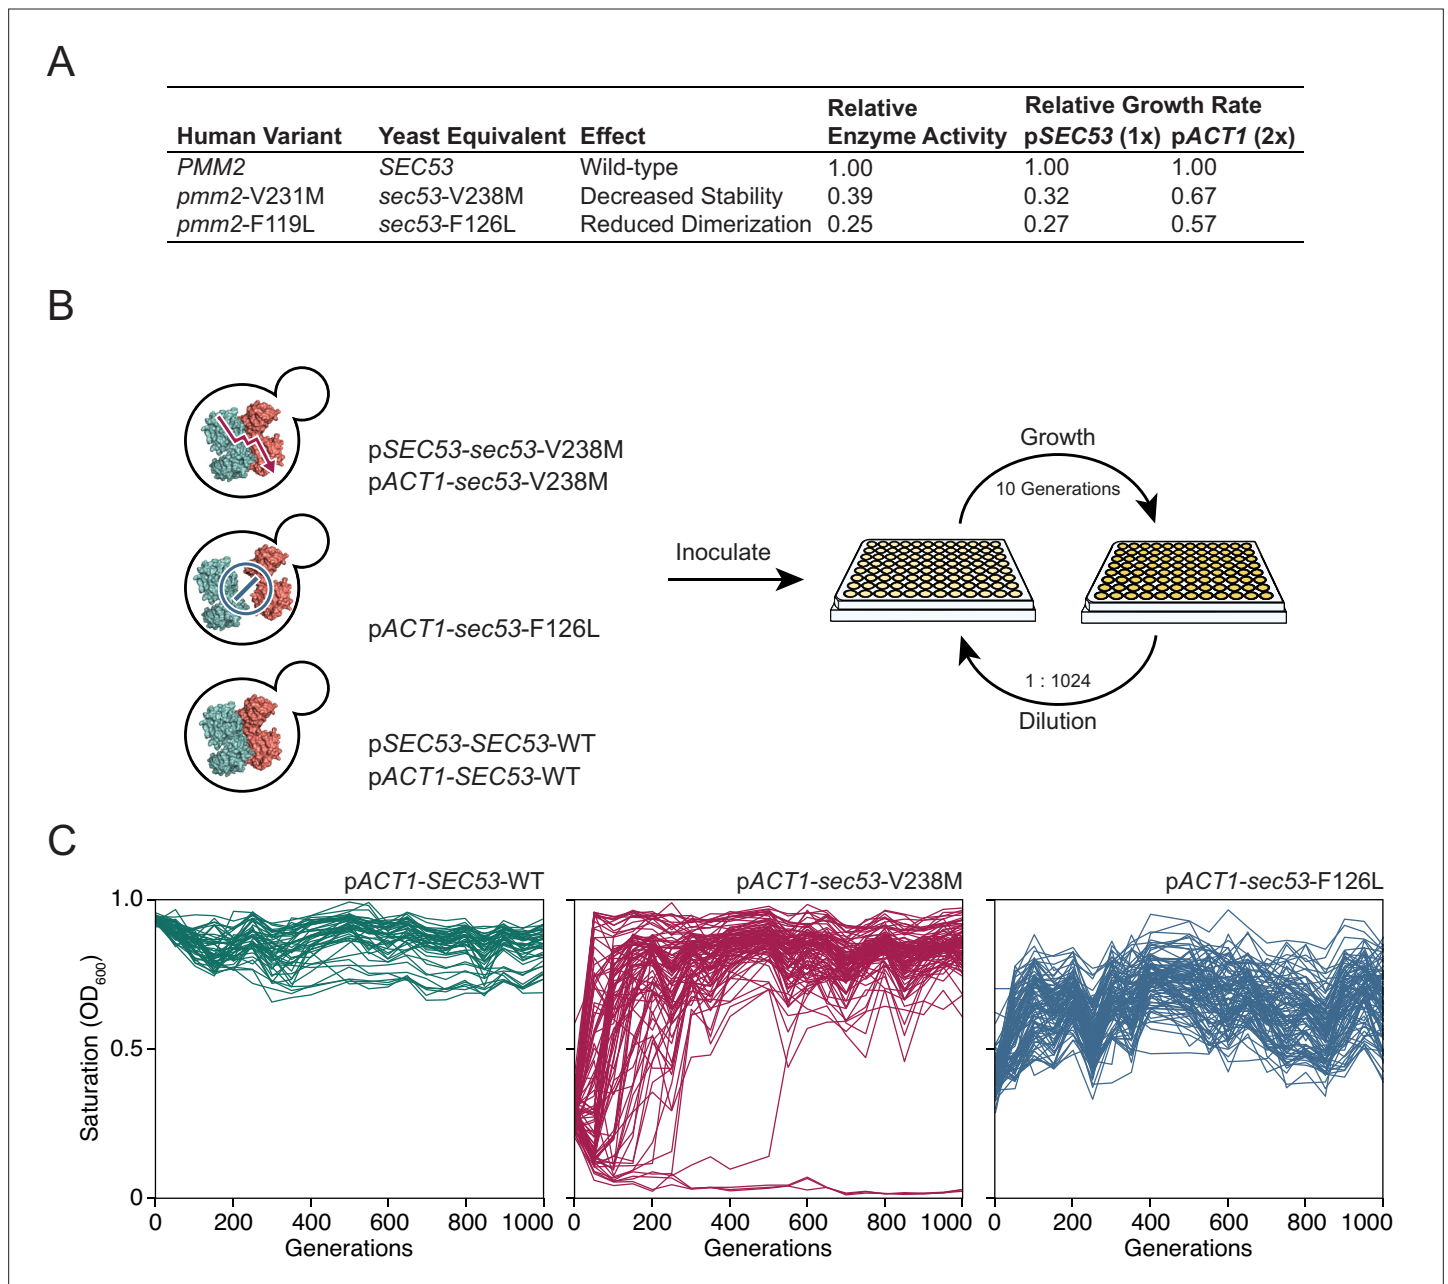 A
Relative Relative Growth Rate
Human Variant Yeast Equivalent Effect Enzyme Activity pSEC53 (1x) pACT1 (2x)
PMM2 SEC53 Wild-type 1.00 1.00 1.00
pmm2-V231M sec53-V238M Decreased Stability 0.39 0.32 0.67
pmm2-F119L sec53-F126L Reduced Dimerization 0.25 0.27 0.57
B
pSEC53-sec53-V238M
pACT1-sec53-V238M
pACT1-sec53-F126L
pSEC53-SEC53-WT
pACT1-SEC53-WT
Inoculate
Growth
10 Generations
1 : 1024
Dilution
C
pACT1-SEC53-WT pACT1-sec53-V238M pACT1-sec53-F126L
1.0
0.5
0
Saturation (OD600)
0 200 400 600 800 1000 0 200 400 600 800 1000 0 200 400 600 800 1000
Generations Generations Generations